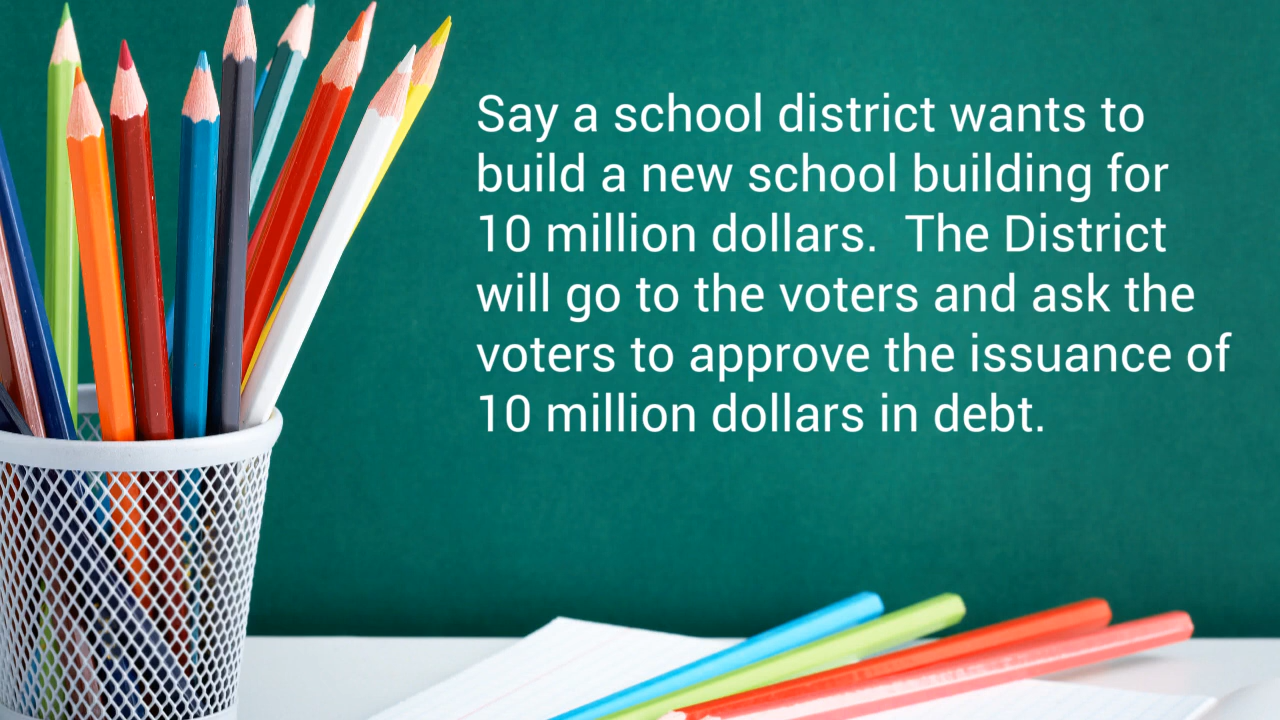 Say a school district wants to
build a new school building for
10 million dollars.  The District
will go to the voters and ask the
voters to approve the issuance of
10 million dollars in debt.